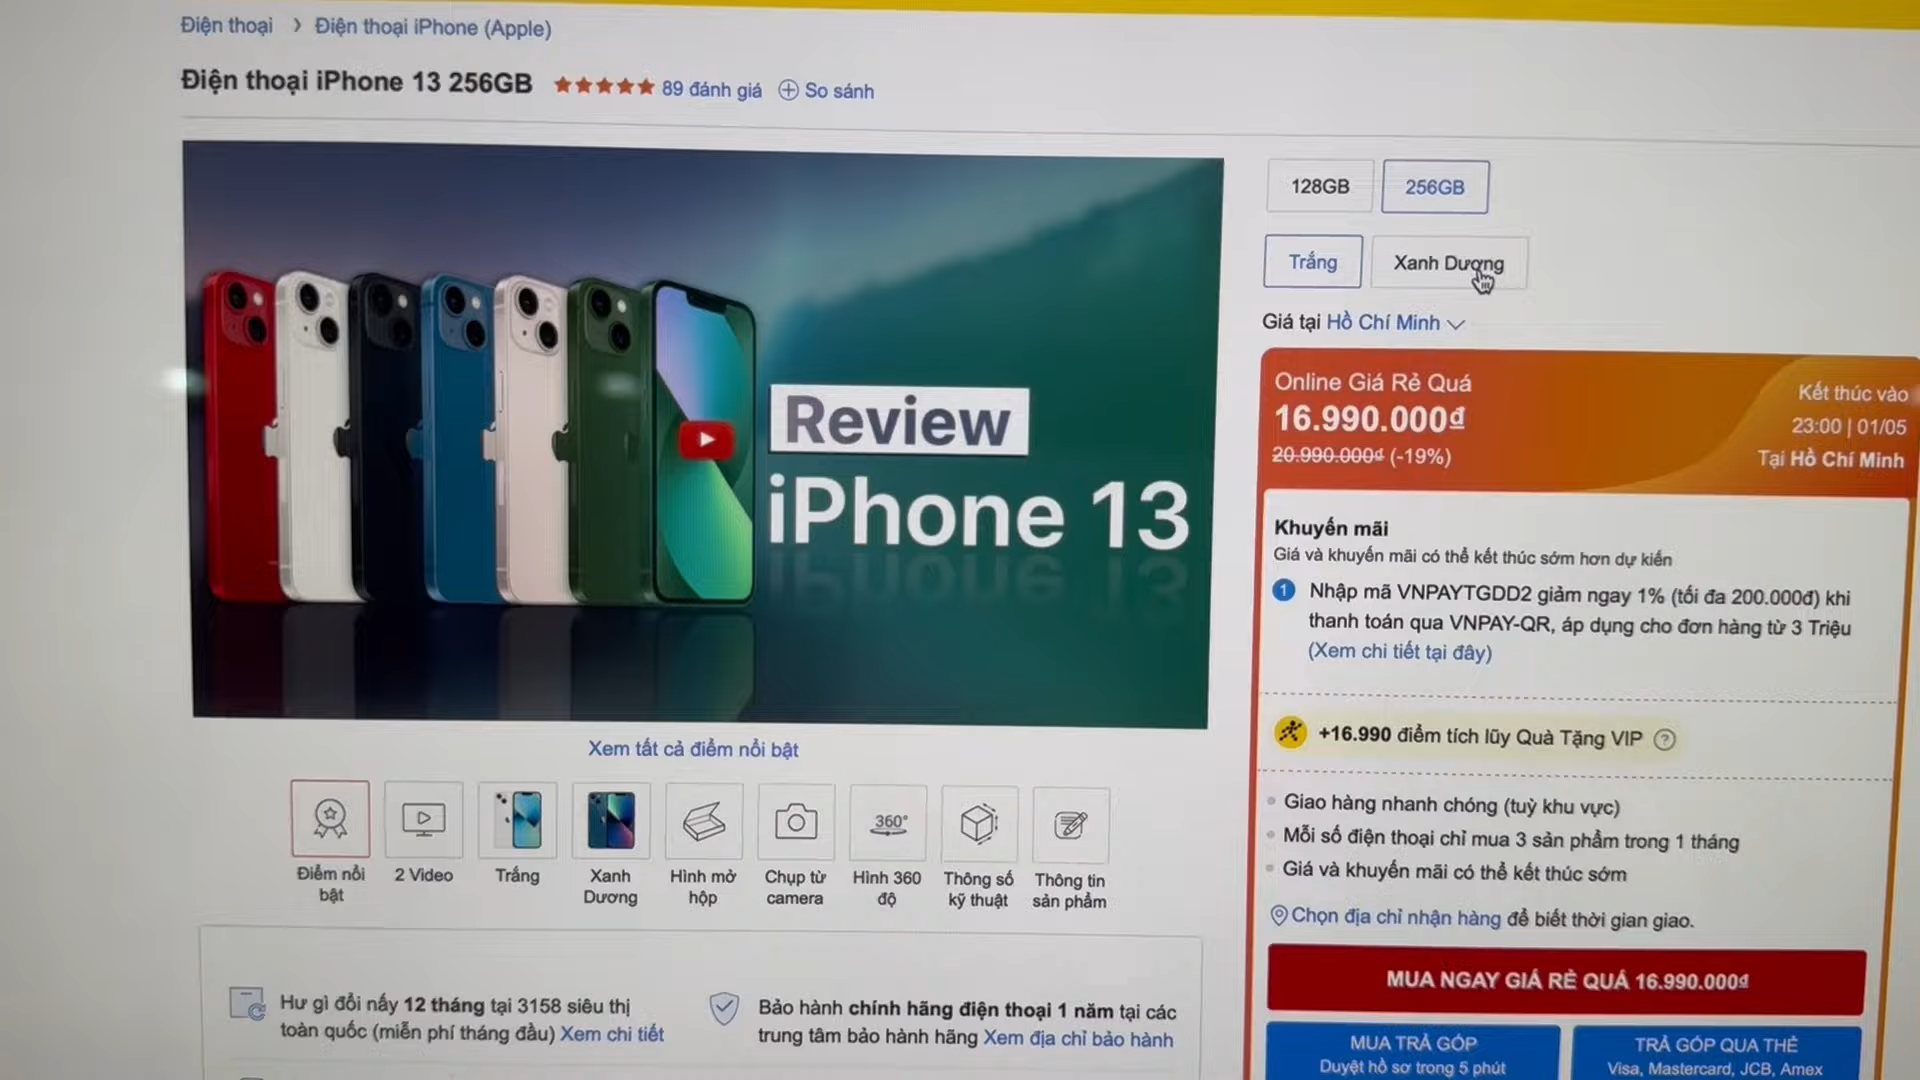 Điện thoại › Điện thoại iPhone (Apple)
Điện thoại iPhone 13 256GB 89 đánh giá So sánh
Review
iPhone 13
128GB 256GB
Trắng Xanh Dương
Giá tại Hồ Chí Minh
Online Giá Rẻ Quá
16.990.000₫
20.990.000₫ (-19%)
Kết thúc vào
23:00 | 01/05
Tại Hồ Chí Minh
Khuyến mãi
Giá và khuyến mãi có thể kết thúc sớm hơn dự kiến
1 Nhập mã VNPAYTGDD2 giảm ngay 1% (tối đa 200.000đ) khi
thanh toán qua VNPAY-QR, áp dụng cho đơn hàng từ 3 Triệu
(Xem chi tiết tại đây)
+16.990 điểm tích lũy Quà Tặng VIP ?
Giao hàng nhanh chóng (tuỳ khu vực)
Mỗi số điện thoại chỉ mua 3 sản phẩm trong 1 tháng
Giá và khuyến mãi có thể kết thúc sớm
Chọn địa chỉ nhận hàng để biết thời gian giao.
MUA NGAY GIÁ RẺ QUÁ 16.990.000₫
MUA TRẢ GÓP
Duyệt hồ sơ trong 5 phút
TRẢ GÓP QUA THẺ
Visa, Mastercard, JCB, Amex
Xem tất cả điểm nổi bật
Điểm nổi
bật
2 Video
Trắng
Xanh
Dương
Hình mở
hộp
Chụp từ
camera
360°
Hình 360
độ
Thông số
kỹ thuật
Thông tin
sản phẩm
Hư gì đổi nấy 12 tháng tại 3158 siêu thị
toàn quốc (miễn phí tháng đầu) Xem chi tiết
Bảo hành chính hãng điện thoại 1 năm tại các
trung tâm bảo hành hãng Xem địa chỉ bảo hành